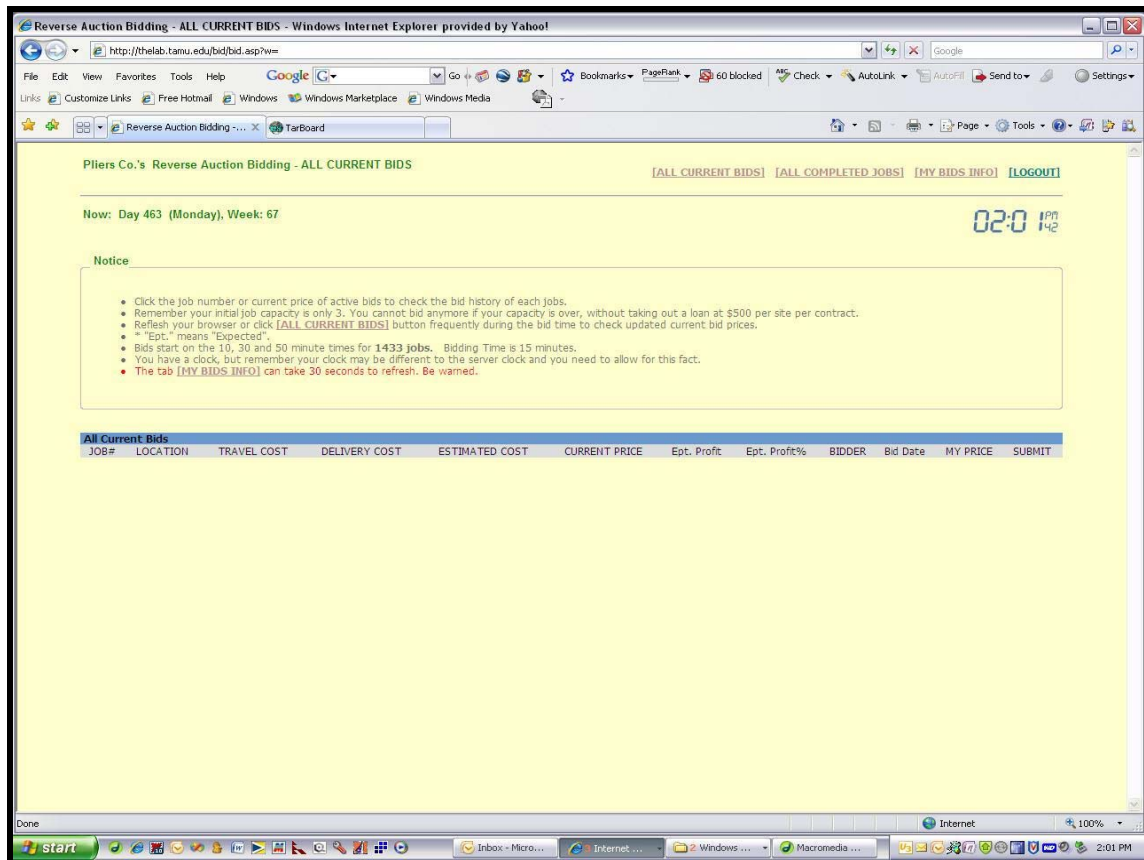 Reverse Auction Bidding - ALL CURRENT BIDS - Windows Internet Explorer provided by Yahoo!
http://thelab.tamu.edu/bid/bid.asp?w=
Google
File Edit View Favorites Tools Help
Google G
Go
Bookmarks
PageRank
60 blocked
Check
AutoLink
AutoFill
Send to
Settings
Links Customize Links Free Hotmail Windows Windows Marketplace Windows Media
Reverse Auction Bidding -... X TarBoard
Page Tools
Pliers Co.'s Reverse Auction Bidding - ALL CURRENT BIDS
[ALL CURRENT BIDS] [ALL COMPLETED JOBS] [MY BIDS INFO] [LOGOUT]
Now: Day 463 (Monday), Week: 67
02:01 PM 42
Notice
Click the job number or current price of active bids to check the bid history of each jobs.
Remember your initial job capacity is only 3. You cannot bid anymore if your capacity is over, without taking out a loan at $500 per site per contract.
Reflesh your browser or click [ALL CURRENT BIDS] button frequently during the bid time to check updated current bid prices.
* "Ept." means "Expected".
Bids start on the 10, 30 and 50 minute times for 1433 jobs. Bidding Time is 15 minutes.
You have a clock, but remember your clock may be different to the server clock and you need to allow for this fact.
The tab [MY BIDS INFO] can take 30 seconds to refresh. Be warned.
All Current Bids
JOB# LOCATION TRAVEL COST DELIVERY COST ESTIMATED COST CURRENT PRICE Ept. Profit Ept. Profit% BIDDER Bid Date MY PRICE SUBMIT
Done
Internet
100%
start
Inbox - Micro...
Internet ...
2 Windows ...
Macromedia ...
2:01 PM